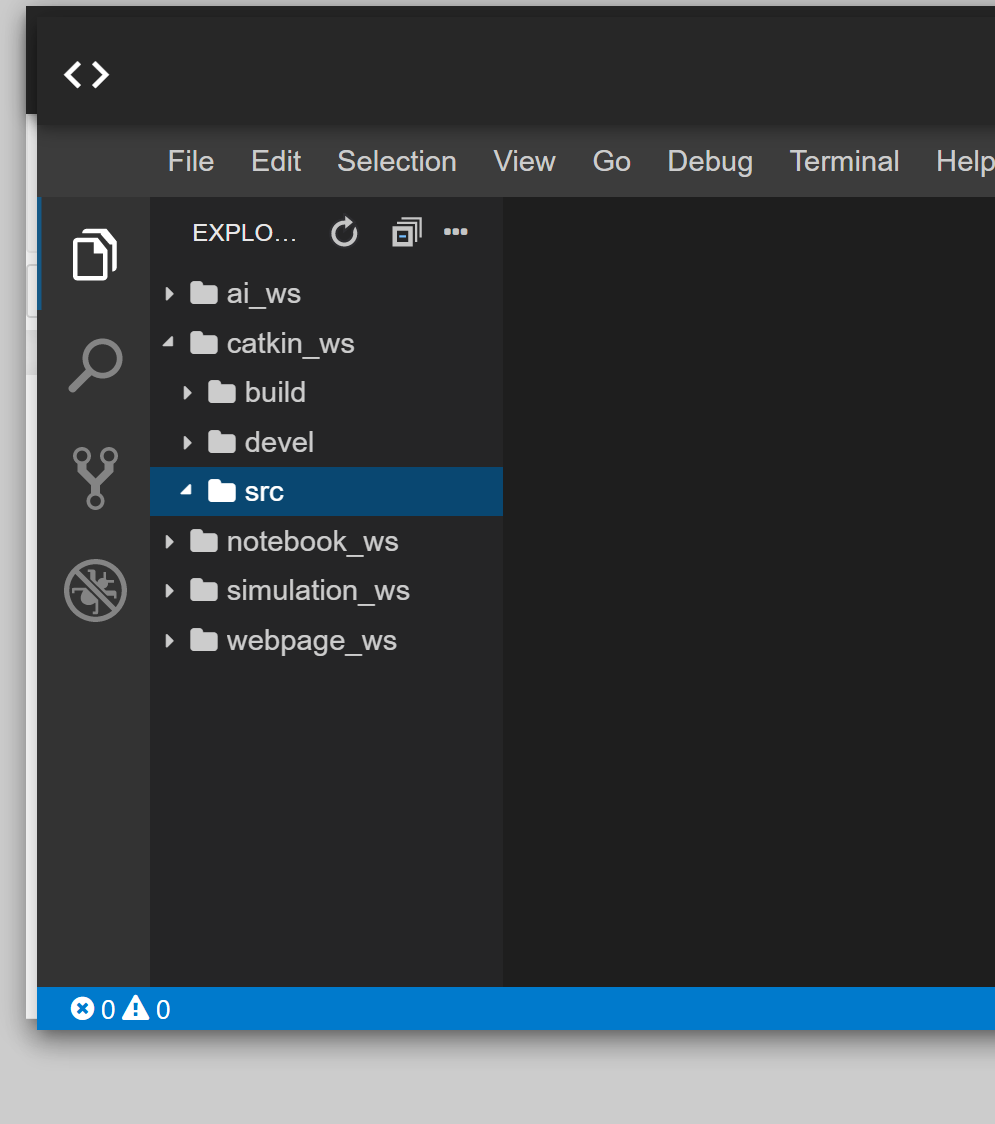 File Edit Selection View Go Debug Terminal Help
EXPLO...
ai_ws
catkin_ws
build
devel
src
notebook_ws
simulation_ws
webpage_ws
0 0